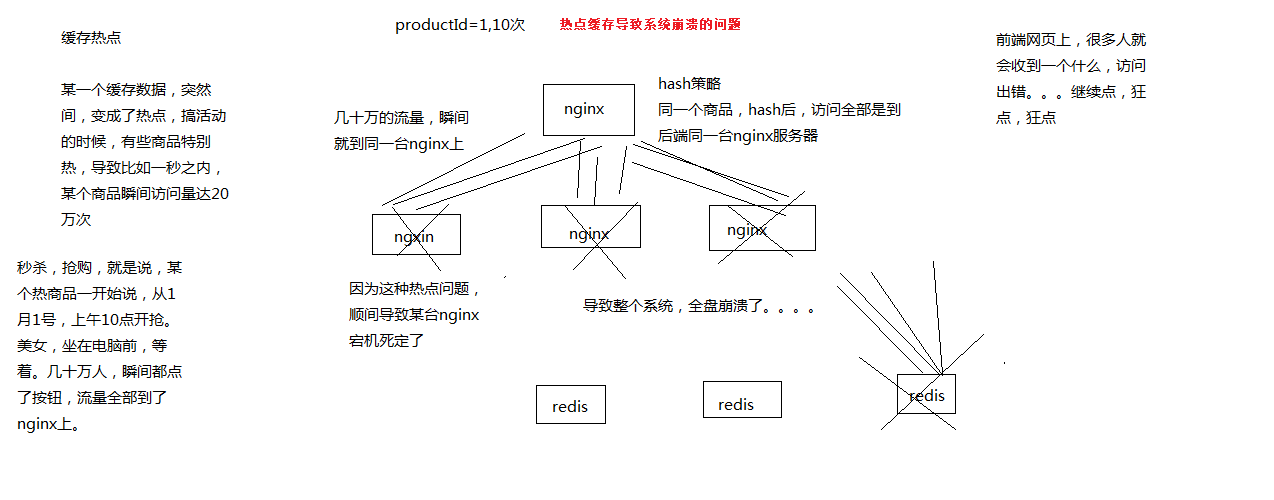 productId=1,10次
热点缓存导致系统崩溃的问题
缓存热点
某一个缓存数据，突然
间，变成了热点，搞活动
的时候，有些商品特别
热，导致比如一秒之内，
某个商品瞬间访问量达20
万次
秒杀，抢购，就是说，某
个热商品一开始说，从1
月1号，上午10点开抢。
美女，坐在电脑前，等
着。几十万人，瞬间都点
了按钮，流量全部到了
nginx上。
几十万的流量，瞬间
就到同一台nginx上
nginx
hash策略
同一个商品，hash后，访问全部是到
后端同一台nginx服务器
前端网页上，很多人就
会收到一个什么，访问
出错。。。继续点，狂
点，狂点
ngxin
nginx
nginx
因为这种热点问题，
顺间导致某台nginx
宕机死定了
导致整个系统，全盘崩溃了。。。。
redis
redis
redis